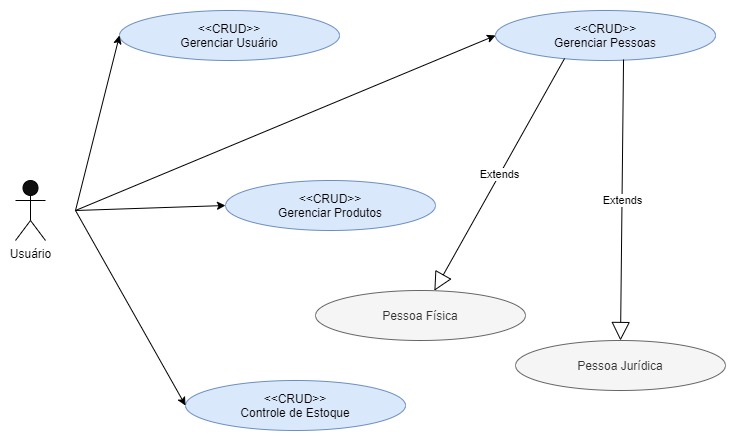 <<CRUD>>
Gerenciar Usuário
<<CRUD>>
Gerenciar Pessoas
Extends
<<CRUD>>
Gerenciar Produtos
Extends
Usuário
Pessoa Física
Pessoa Jurídica
<<CRUD>>
Controle de Estoque